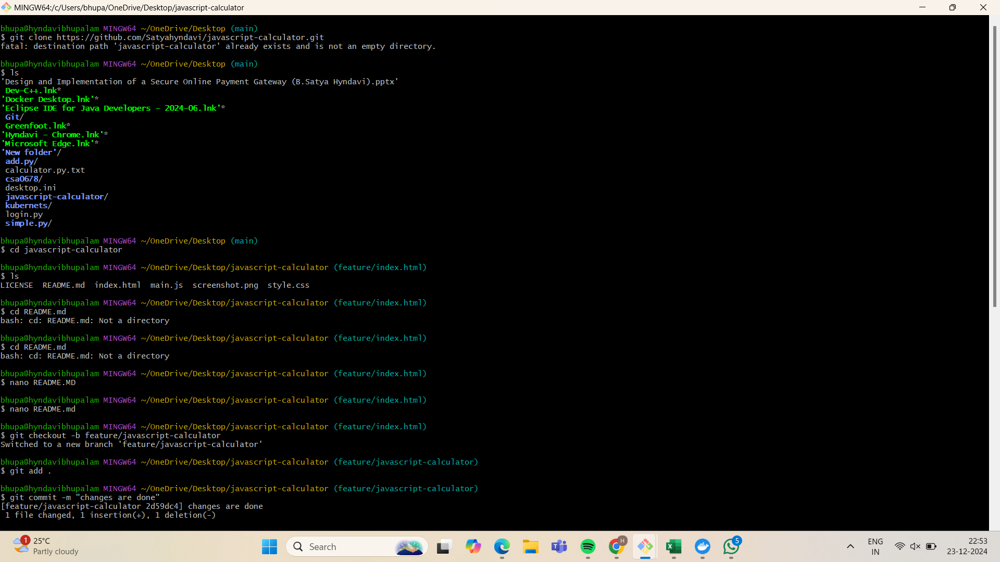 MINGW64:/c/Users/bhupa/OneDrive/Desktop/javascript-calculator
bhupa@hyndavibhupalam MINGW64 ~/OneDrive/Desktop (main)
$ git clone https://github.com/Satyahyndavi/javascript-calculator.git
fatal: destination path 'javascript-calculator' already exists and is not an empty directory.
bhupa@hyndavibhupalam MINGW64 ~/OneDrive/Desktop (main)
$ ls
'Design and Implementation of a Secure Online Payment Gateway (B.Satya Hyndavi).pptx'
Dev-C++.lnk*
'Docker Desktop.lnk'*
'Eclipse IDE for Java Developers - 2024-06.lnk'*
Git/
Greenfoot.lnk*
'Hyndavi - Chrome.lnk'*
'Microsoft Edge.lnk'*
'New folder'/
add.py/
calculator.py.txt
csa0678/
desktop.ini
javascript-calculator/
kubernets/
login.py
simple.py/
bhupa@hyndavibhupalam MINGW64 ~/OneDrive/Desktop (main)
$ cd javascript-calculator
bhupa@hyndavibhupalam MINGW64 ~/OneDrive/Desktop/javascript-calculator (feature/index.html)
$ ls
LICENSE  README.md  index.html  main.js  screenshot.png  style.css
bhupa@hyndavibhupalam MINGW64 ~/OneDrive/Desktop/javascript-calculator (feature/index.html)
$ cd README.md
bash: cd: README.md: Not a directory
bhupa@hyndavibhupalam MINGW64 ~/OneDrive/Desktop/javascript-calculator (feature/index.html)
$ cd README.md
bash: cd: README.md: Not a directory
bhupa@hyndavibhupalam MINGW64 ~/OneDrive/Desktop/javascript-calculator (feature/index.html)
$ nano README.MD
bhupa@hyndavibhupalam MINGW64 ~/OneDrive/Desktop/javascript-calculator (feature/index.html)
$ nano README.md
bhupa@hyndavibhupalam MINGW64 ~/OneDrive/Desktop/javascript-calculator (feature/index.html)
$ git checkout -b feature/javascript-calculator
Switched to a new branch 'feature/javascript-calculator'
bhupa@hyndavibhupalam MINGW64 ~/OneDrive/Desktop/javascript-calculator (feature/javascript-calculator)
$ git add .
bhupa@hyndavibhupalam MINGW64 ~/OneDrive/Desktop/javascript-calculator (feature/javascript-calculator)
$ git commit -m "changes are done"
[feature/javascript-calculator 2d59dc4] changes are done
1 file changed, 1 insertion(+), 1 deletion(-)
1
25°C
Partly cloudy
Search
H
5
ENG
IN
22:53
23-12-2024